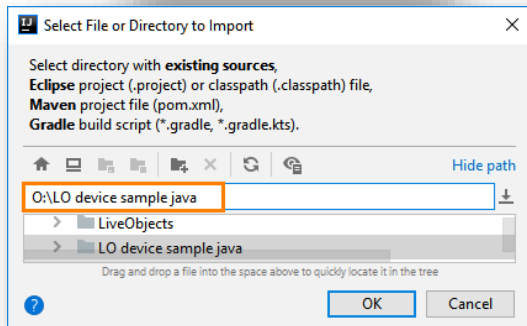 Select File or Directory to Import
Select directory with existing sources,
Eclipse project (.project) or classpath (.classpath) file,
Maven project file (pom.xml),
Gradle build script (*.gradle, *.gradle.kts).
Hide path
O:\LO device sample java
LiveObjects
LO device sample java
Drag and drop a file into the space above to quickly locate it in the tree
?
OK
Cancel